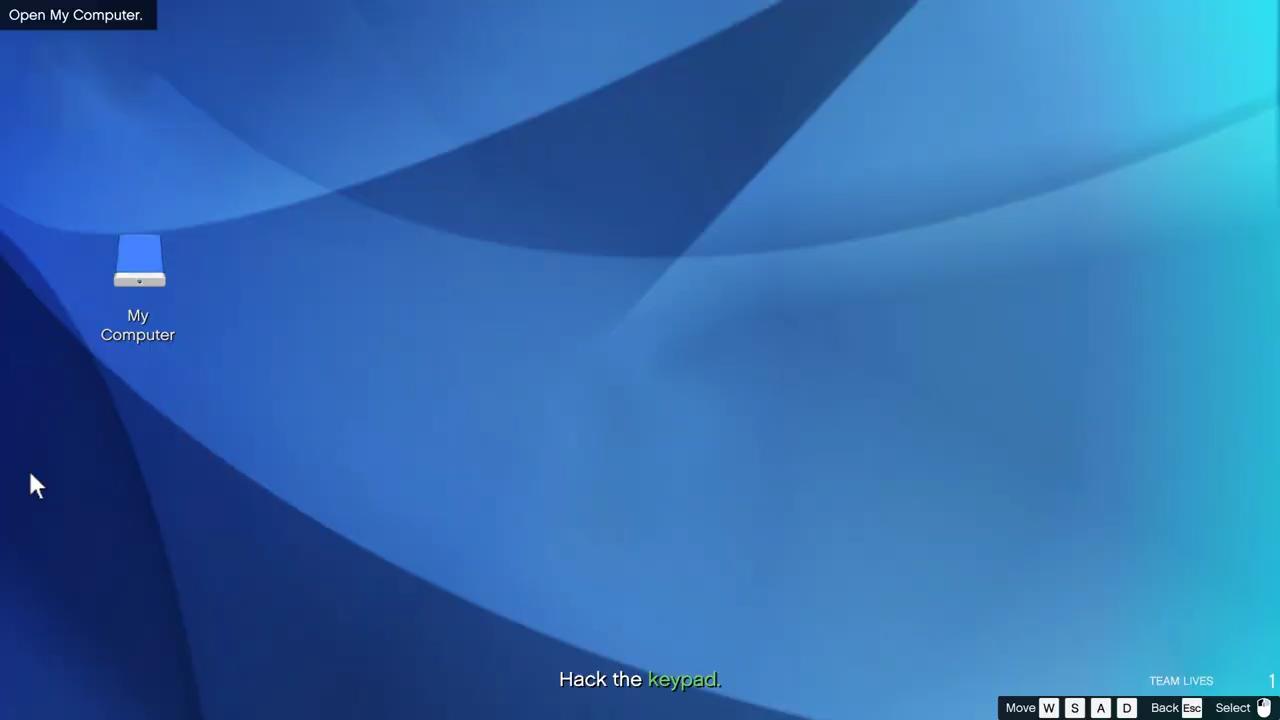 Open My Computer.
My
Computer
Hack the keypad.
TEAM LIVES 1
Move W S A D Back Esc Select